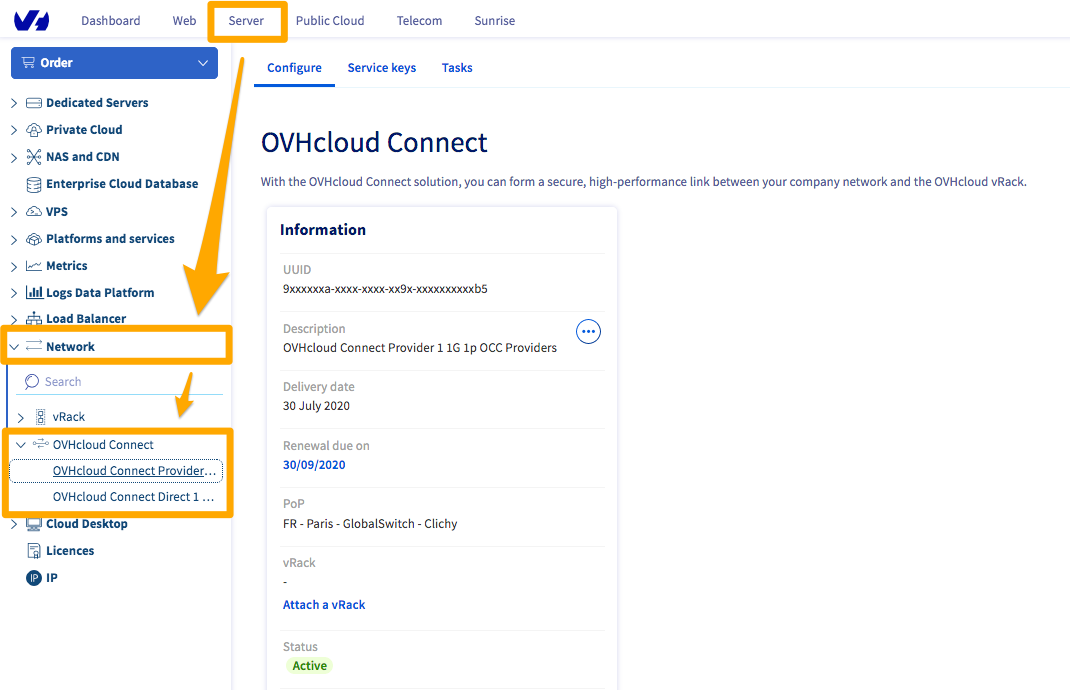 Dashboard Web Server Public Cloud Telecom Sunrise
Order
Dedicated Servers
Private Cloud
NAS and CDN
Enterprise Cloud Database
VPS
Platforms and services
Metrics
Logs Data Platform
Load Balancer
Network
Search
vRack
OVHcloud Connect
OVHcloud Connect Provider...
OVHcloud Connect Direct 1 ...
Cloud Desktop
Licences
IP IP
Configure Service keys Tasks
OVHcloud Connect
With the OVHcloud Connect solution, you can form a secure, high-performance link between your company network and the OVHcloud vRack.
Information
UUID
9xxxxxxa-xxxx-xxxx-xx9x-xxxxxxxxxxb5
Description
OVHcloud Connect Provider 1 1G 1p OCC Providers
Delivery date
30 July 2020
Renewal due on
30/09/2020
PoP
FR - Paris - GlobalSwitch - Clichy
vRack
-
Attach a vRack
Status
Active